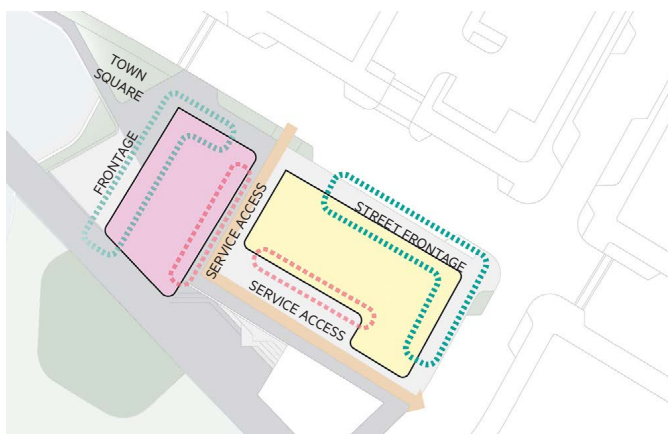 TOWN
SQUARE
FRONTAGE
SERVICE ACCESS
STREET FRONTAGE
SERVICE ACCESS